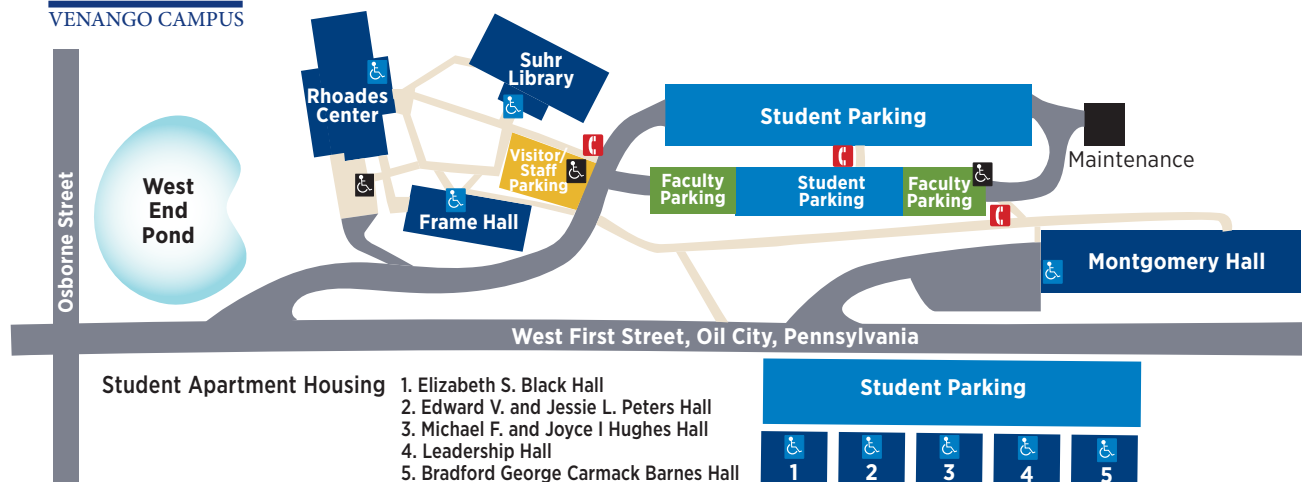 VENANGO CAMPUS
Osborne Street
West
End
Pond
Rhoades
Center
Suhr
Library
Visitor/
Staff
Parking
Frame Hall
Student Parking
Faculty
Parking
Student
Parking
Faculty
Parking
Maintenance
Montgomery Hall
West First Street, Oil City, Pennsylvania
Student Apartment Housing
1. Elizabeth S. Black Hall
2. Edward V. and Jessie L. Peters Hall
3. Michael F. and Joyce I Hughes Hall
4. Leadership Hall
5. Bradford George Carmack Barnes Hall
Student Parking
1
2
3
4
5